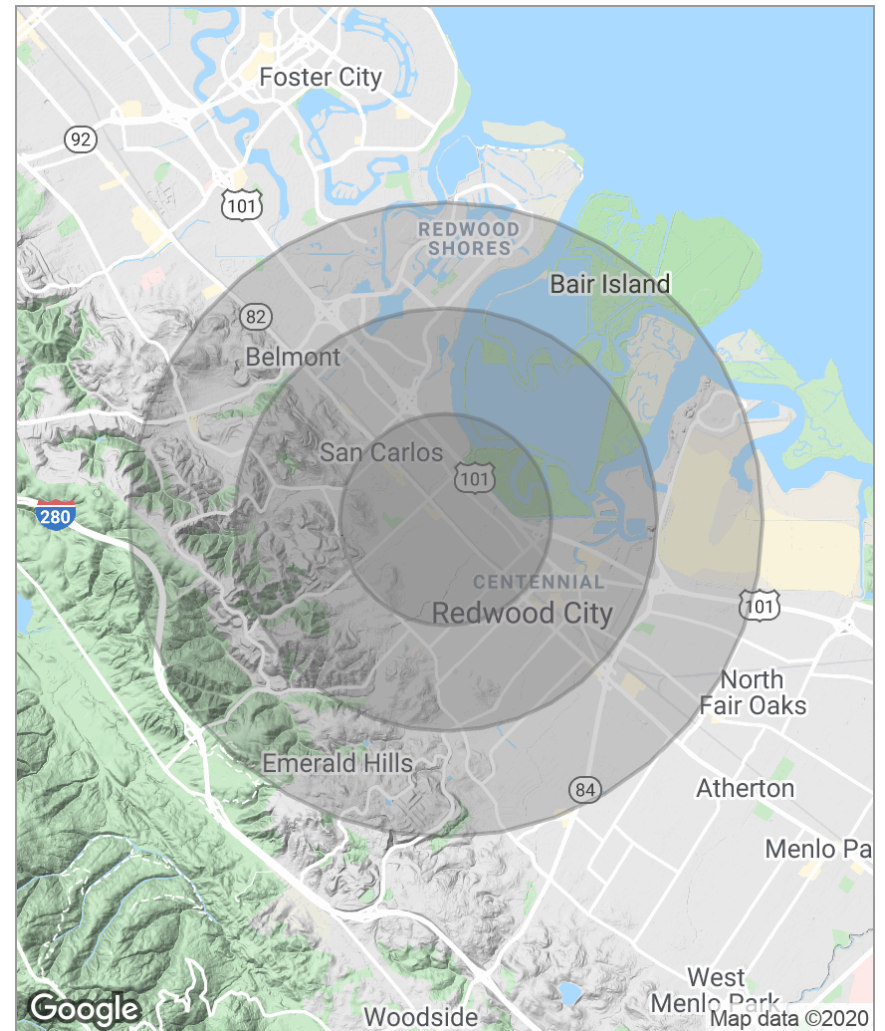 Foster City
92
101
REDWOOD
SHORES
Bair Island
82
Belmont
San Carlos
101
280
CENTENNIAL
Redwood City
101
North
Fair Oaks
Emerald Hills
84
Atherton
Menlo Pa
West
Menlo Park
Woodside
Google
Map data ©2020